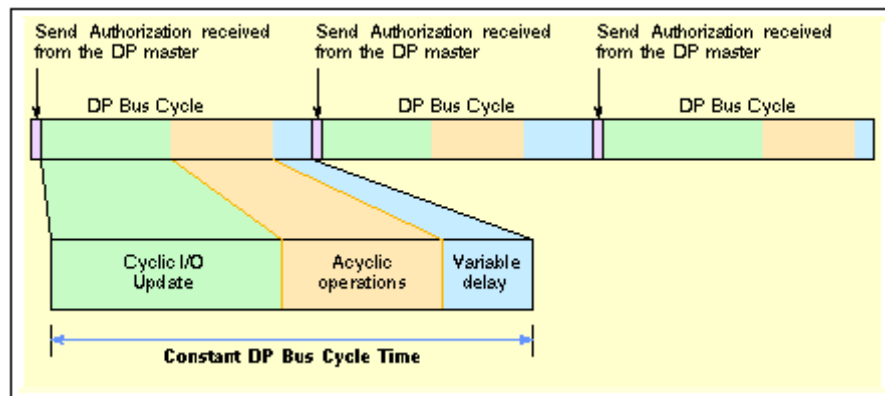 Send Authorization received
from the DP master
Send Authorization received
from the DP master
Send Authorization received
from the DP master
DP Bus Cycle
DP Bus Cycle
DP Bus Cycle
Cyclic I/O
Update
Acyclic
operations
Variable
delay
Constant DP Bus Cycle Time